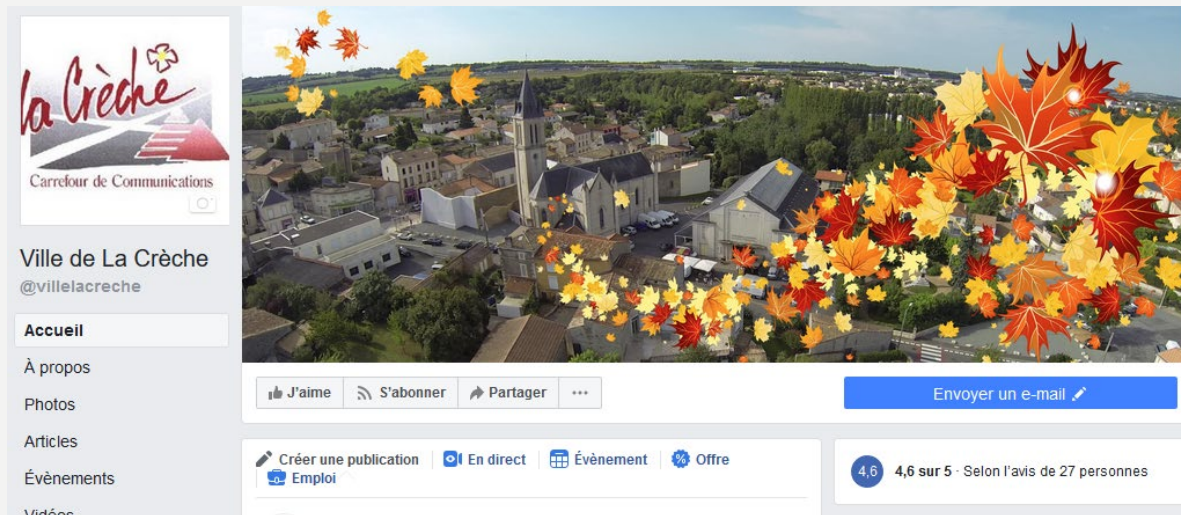 la Crèche
Carrefour de Communications
Ville de La Crèche
@villelacreche
Accueil
À propos
Photos
Articles
Évènements
Vidéos
J'aime
S'abonner
Partager
Envoyer un e-mail
Créer une publication
En direct
Évènement
Offre
Emploi
4,6
4,6 sur 5 · Selon l'avis de 27 personnes